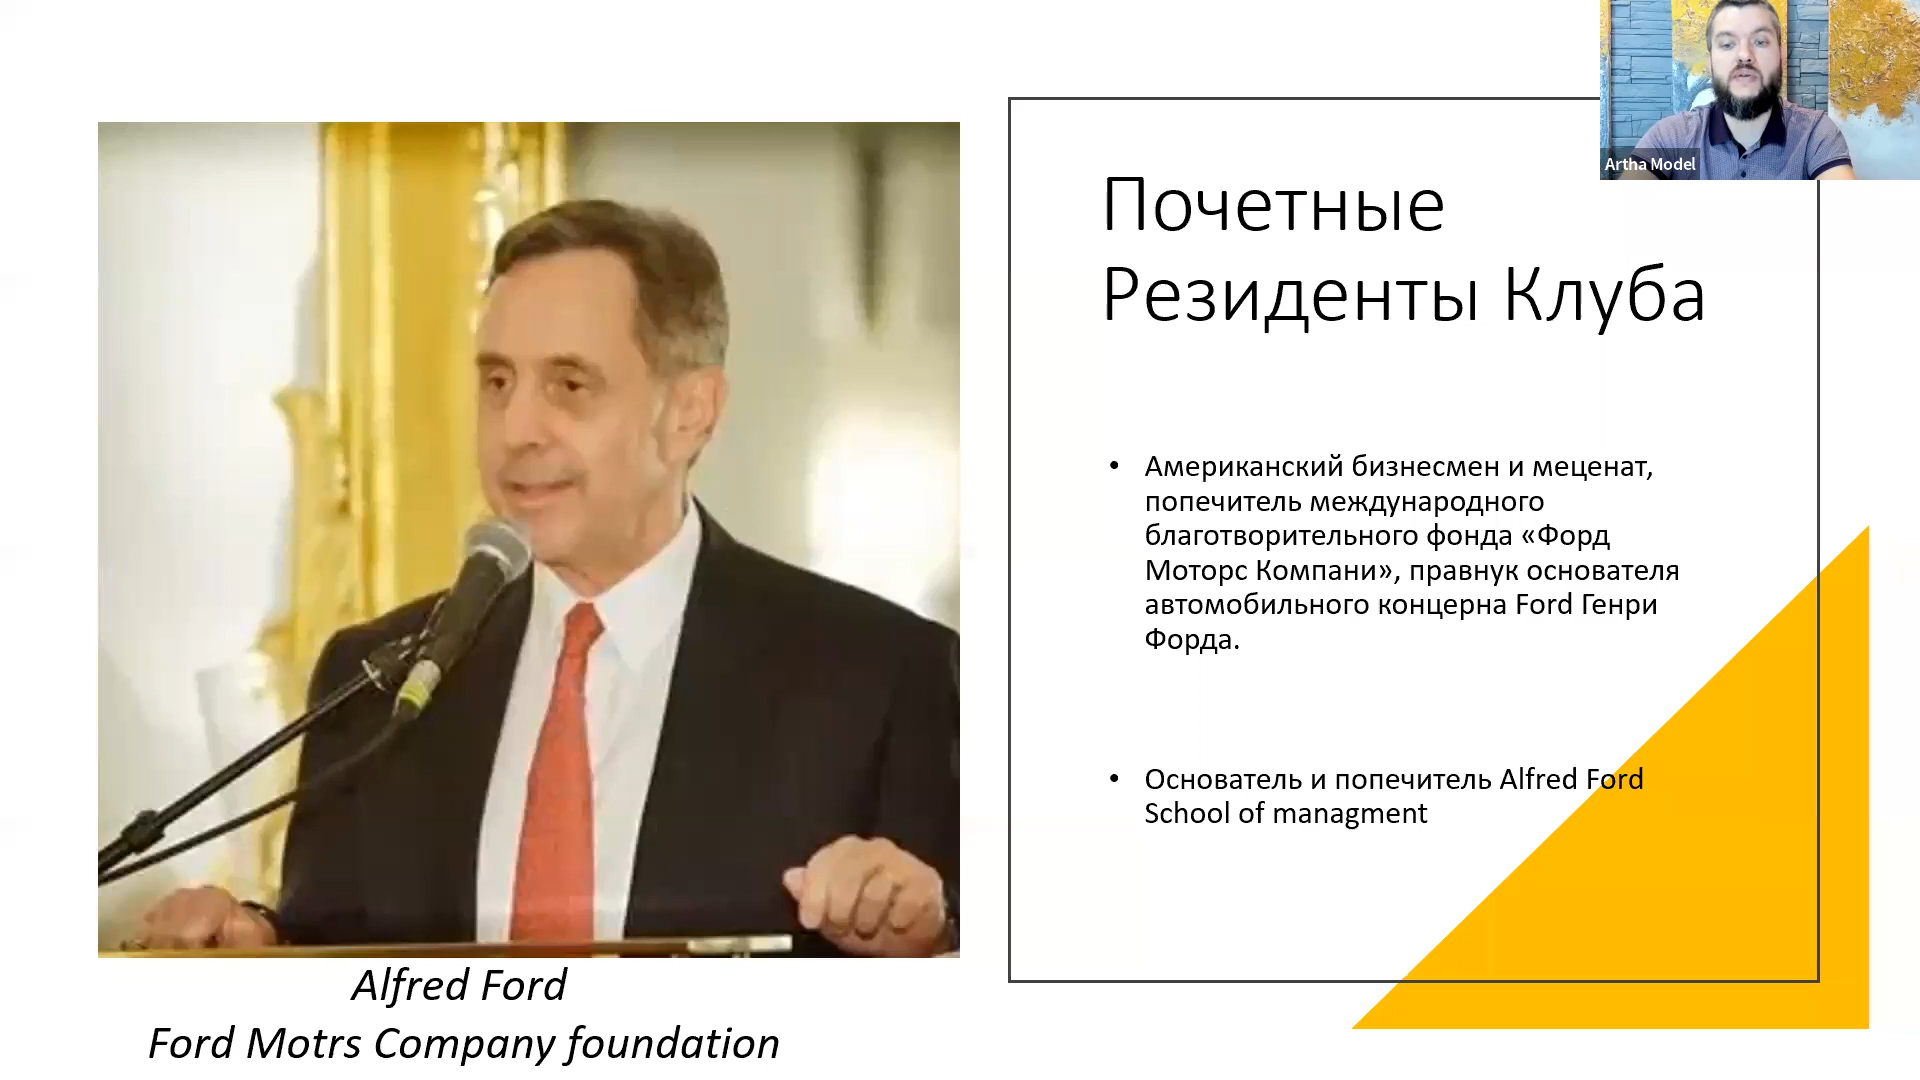 Artha Model
Почетные
Резиденты Клуба
• Американский бизнесмен и меценат,
попечитель международного
благотворительного фонда «Форд
Моторс Компани», правнук основателя
автомобильного концерна Ford Генри
Форда.
• Основатель и попечитель Alfred Ford
School of managment
Alfred Ford
Ford Motrs Company foundation